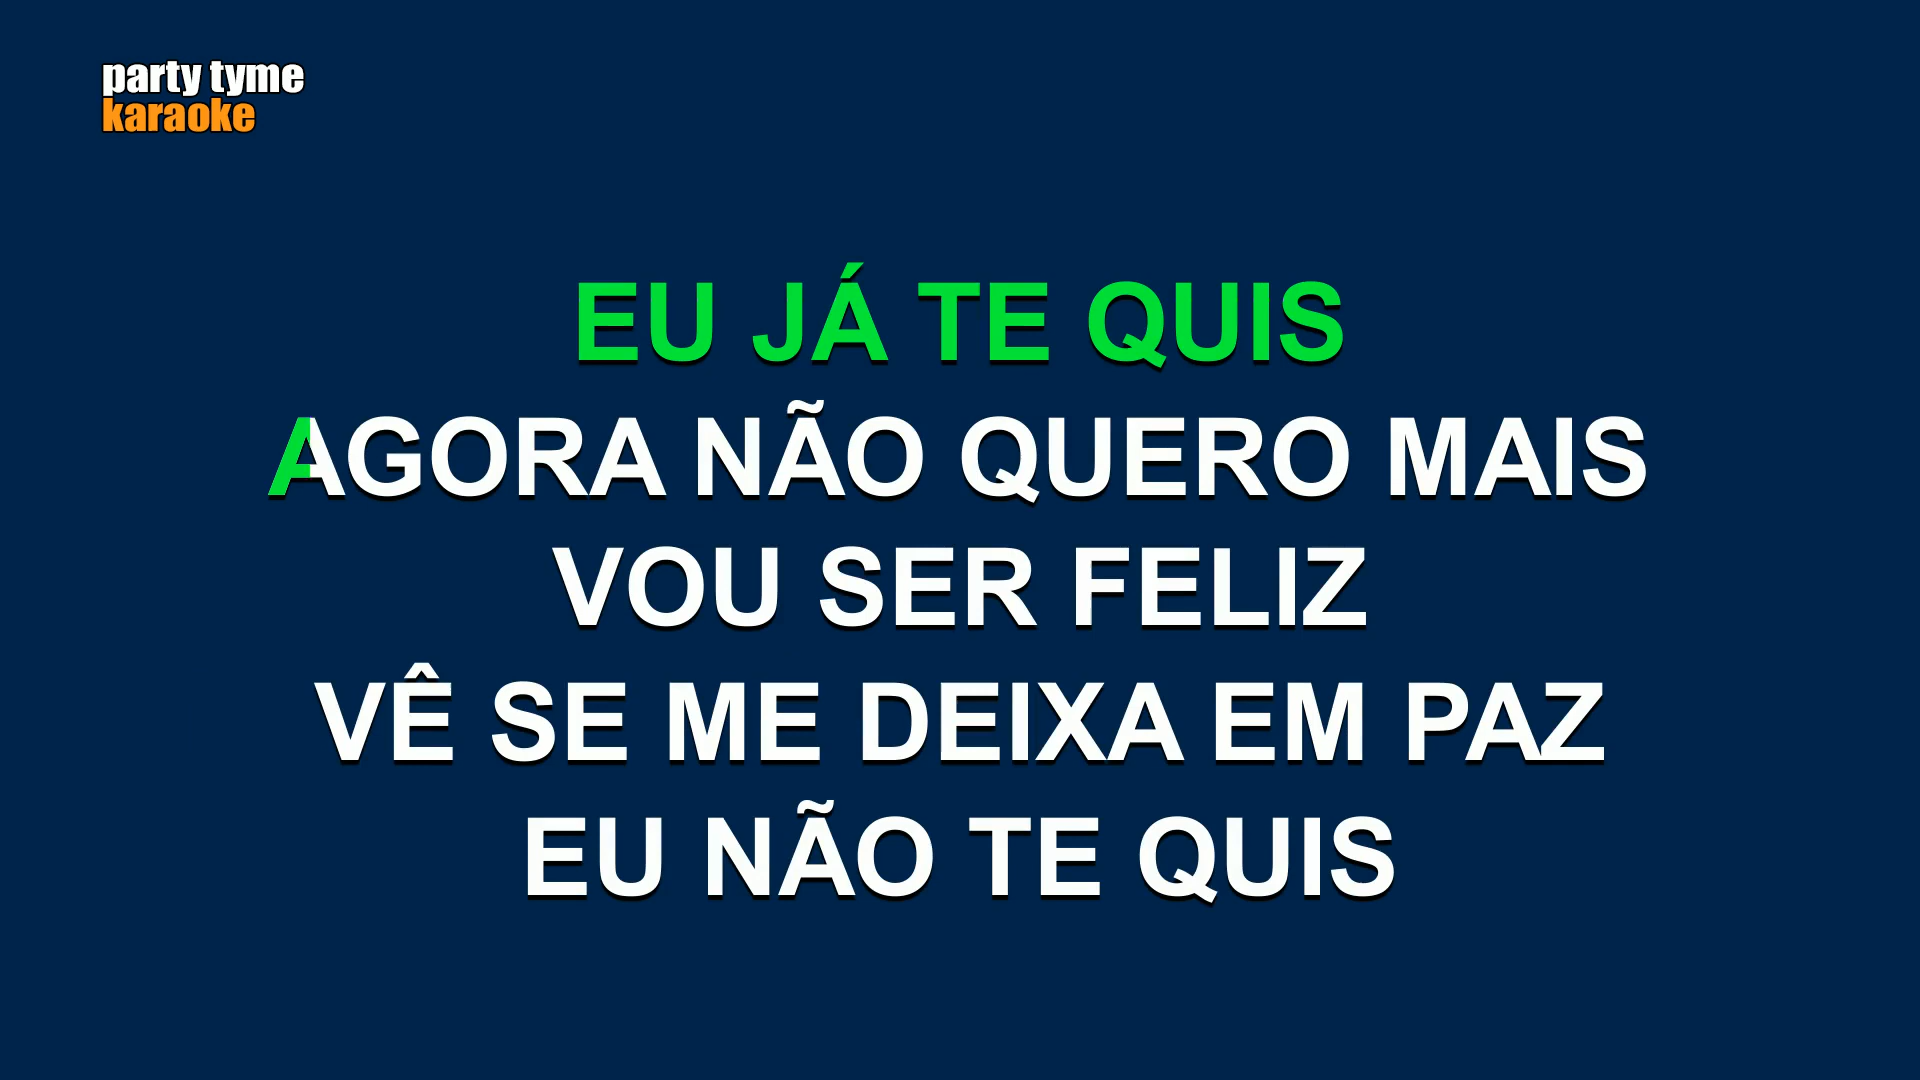 party tyme
karaoke
EU JÁ TE QUIS
AGORA NÃO QUERO MAIS
VOU SER FELIZ
VÊ SE ME DEIXA EM PAZ
EU NÃO TE QUIS